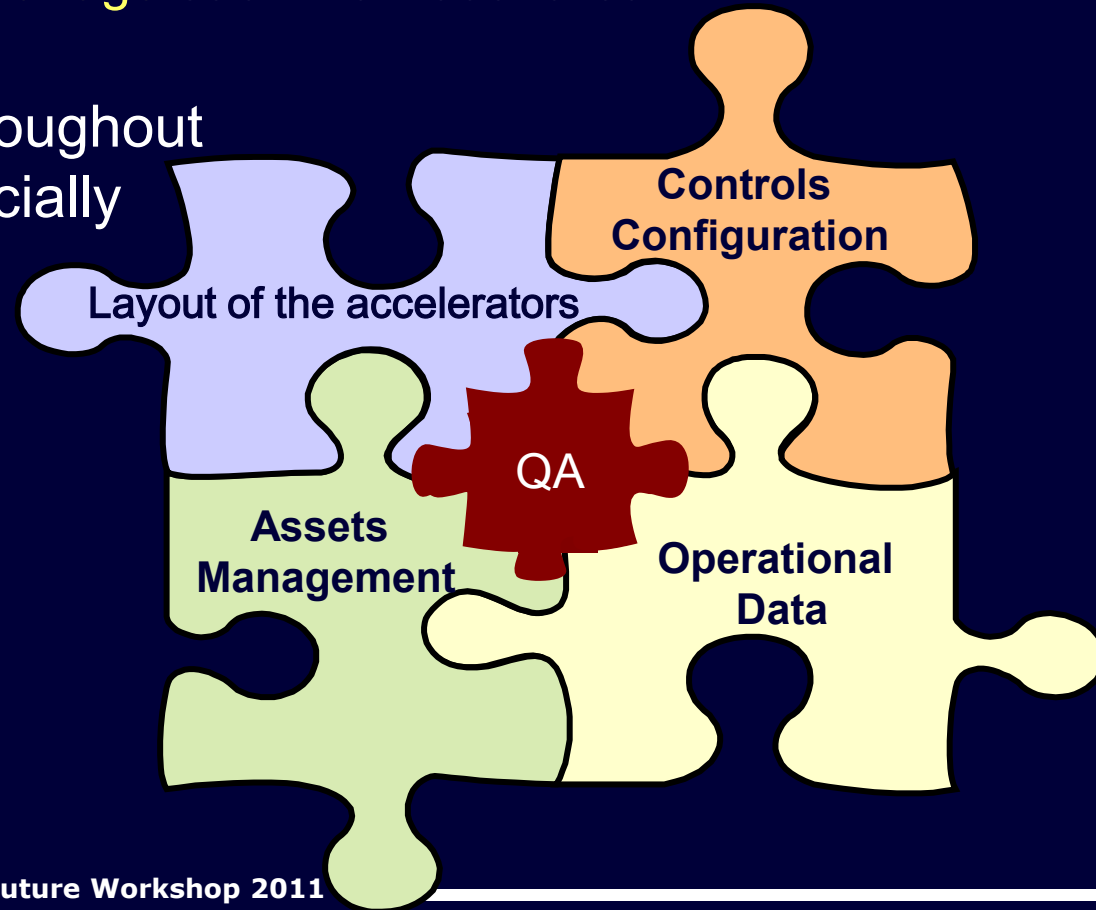 oughout
cially
Controls
Configuration
Layout of the accelerators
QA
Assets
Management
Operational
Data
uture Workshop 2011